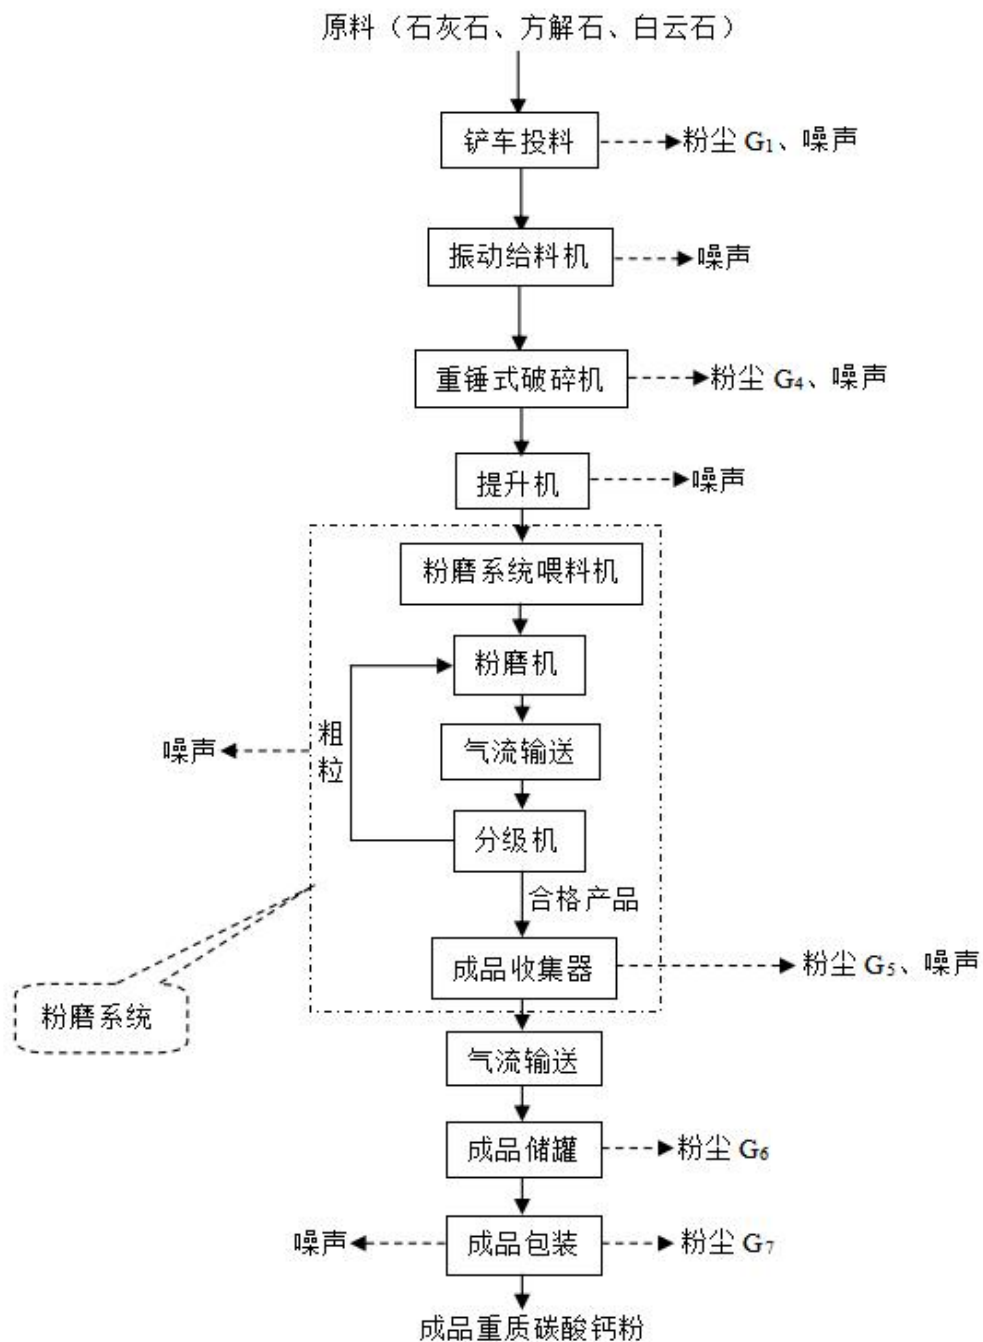 原料（石灰石、方解石、白云石）
铲车投料
粉尘 G₁、噪声
振动给料机
噪声
重锤式破碎机
粉尘 G₄、噪声
提升机
噪声
粉磨系统喂料机
粉磨机
粗粒
噪声
气流输送
分级机
合格产品
成品收集器
粉尘 G₅、噪声
粉磨系统
气流输送
成品储罐
粉尘 G₆
噪声
成品包装
粉尘 G₇
成品重质碳酸钙粉